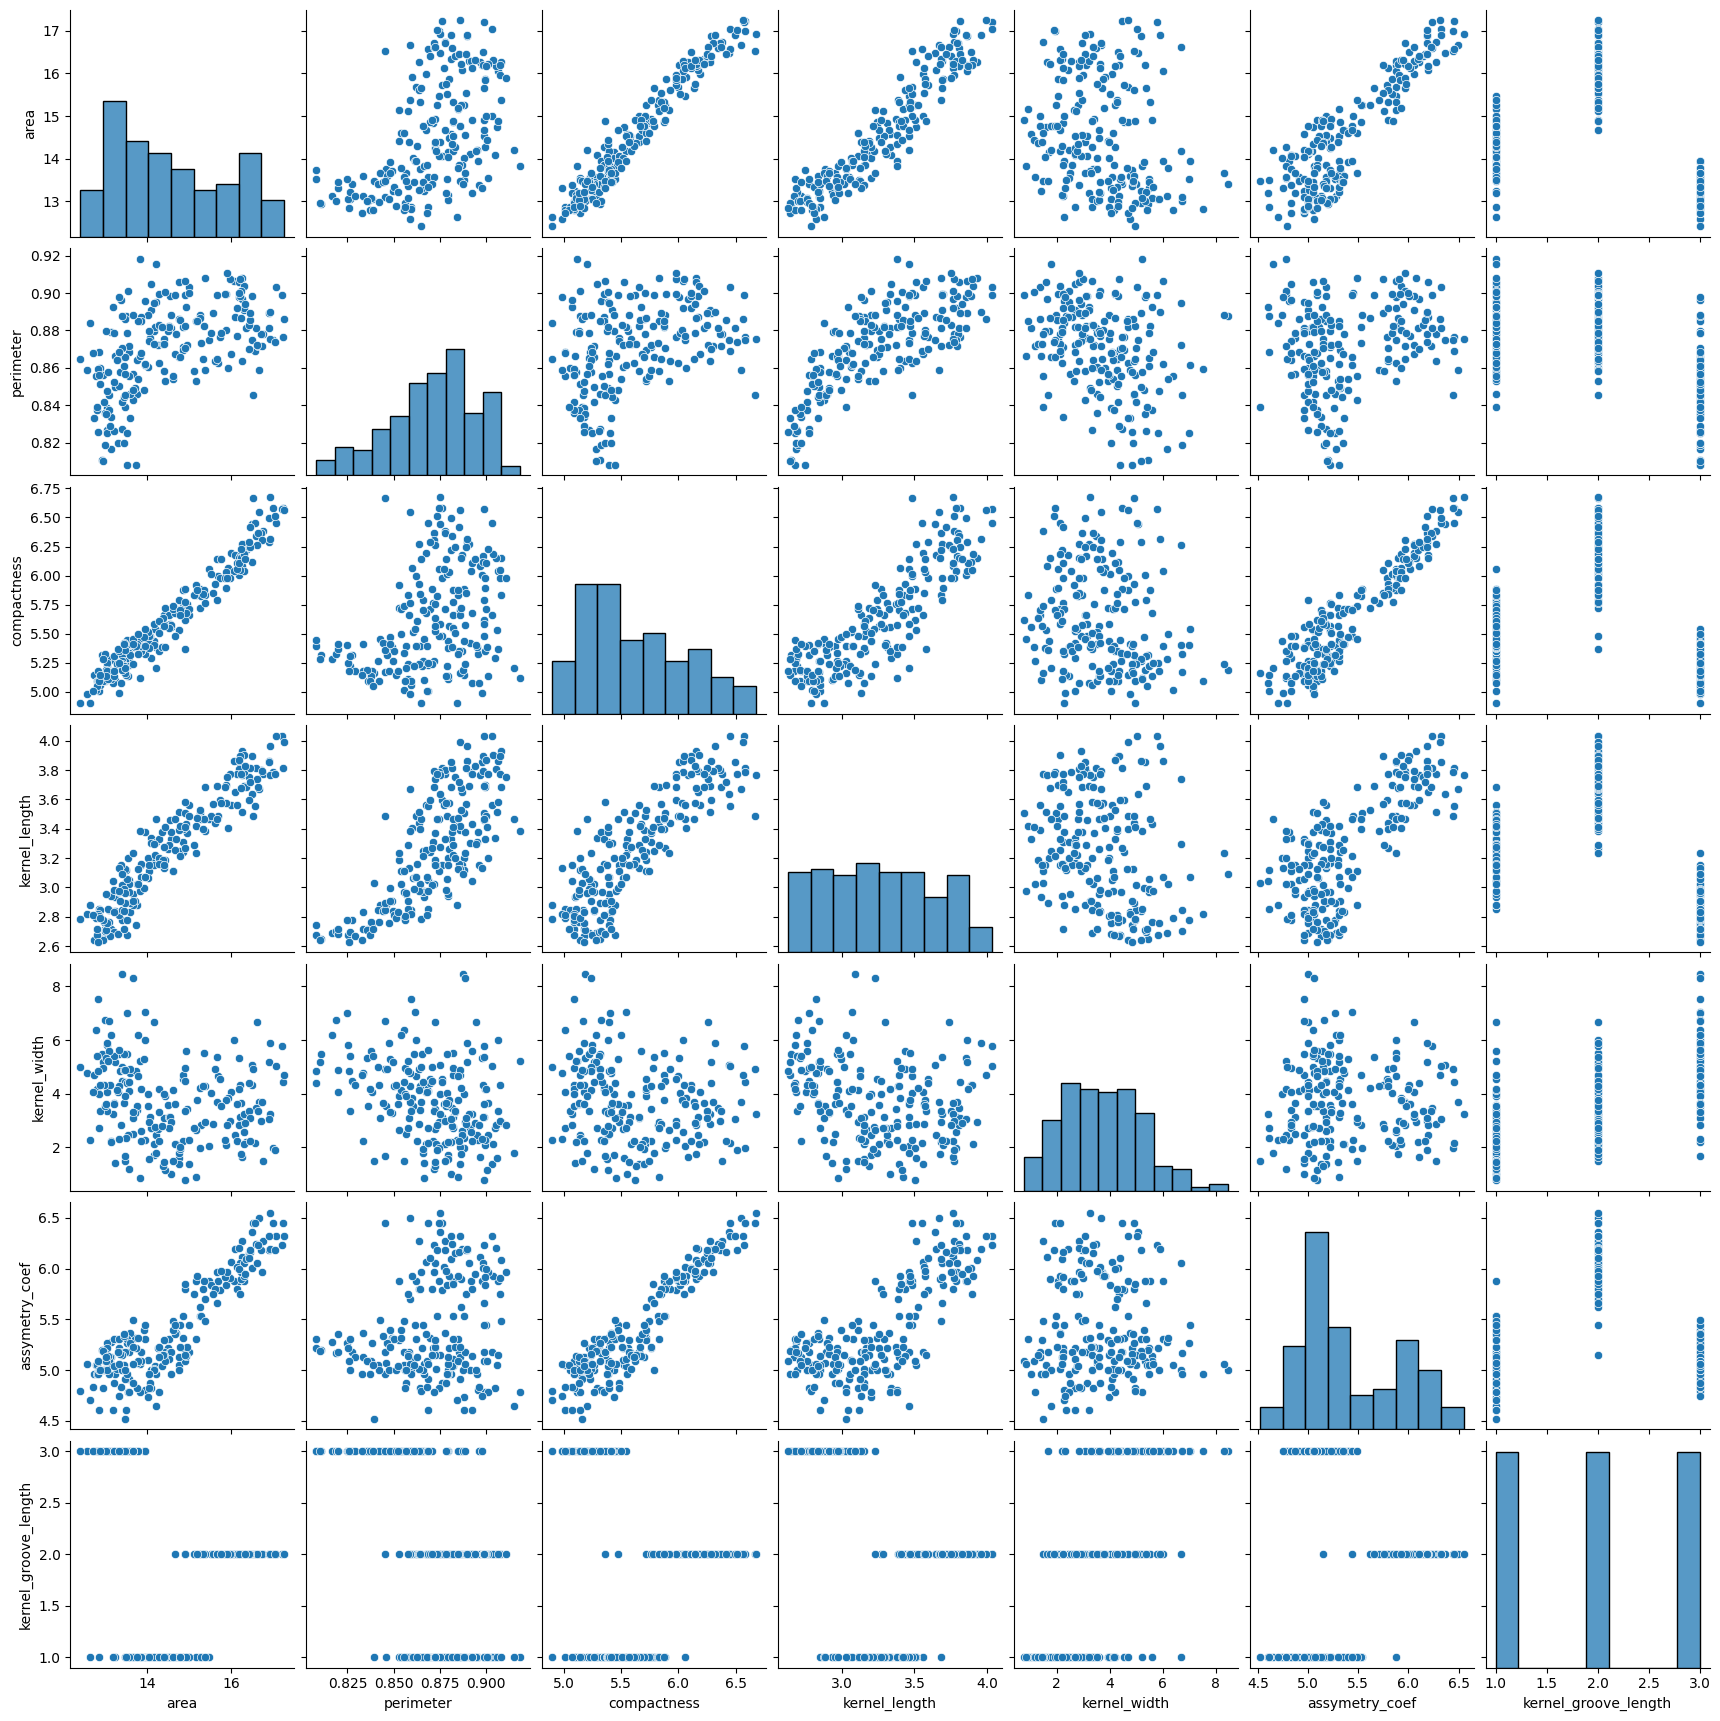 17
16
15
14
13
area
0.92
0.90
0.88
0.86
0.84
0.82
perimeter
6.75
6.50
6.25
6.00
5.75
5.50
5.25
5.00
compactness
4.0
3.8
3.6
3.4
3.2
3.0
2.8
2.6
kernel_length
8
6
4
2
kernel_width
6.5
6.0
5.5
5.0
4.5
assymetry_coef
3.0
2.5
2.0
1.5
1.0
kernel_groove_length
14 16
area
0.825 0.850 0.875 0.900
perimeter
5.0 5.5 6.0 6.5
compactness
3.0 3.5 4.0
kernel_length
2 4 6 8
kernel_width
4.5 5.0 5.5 6.0 6.5
assymetry_coef
1.0 1.5 2.0 2.5 3.0
kernel_groove_length